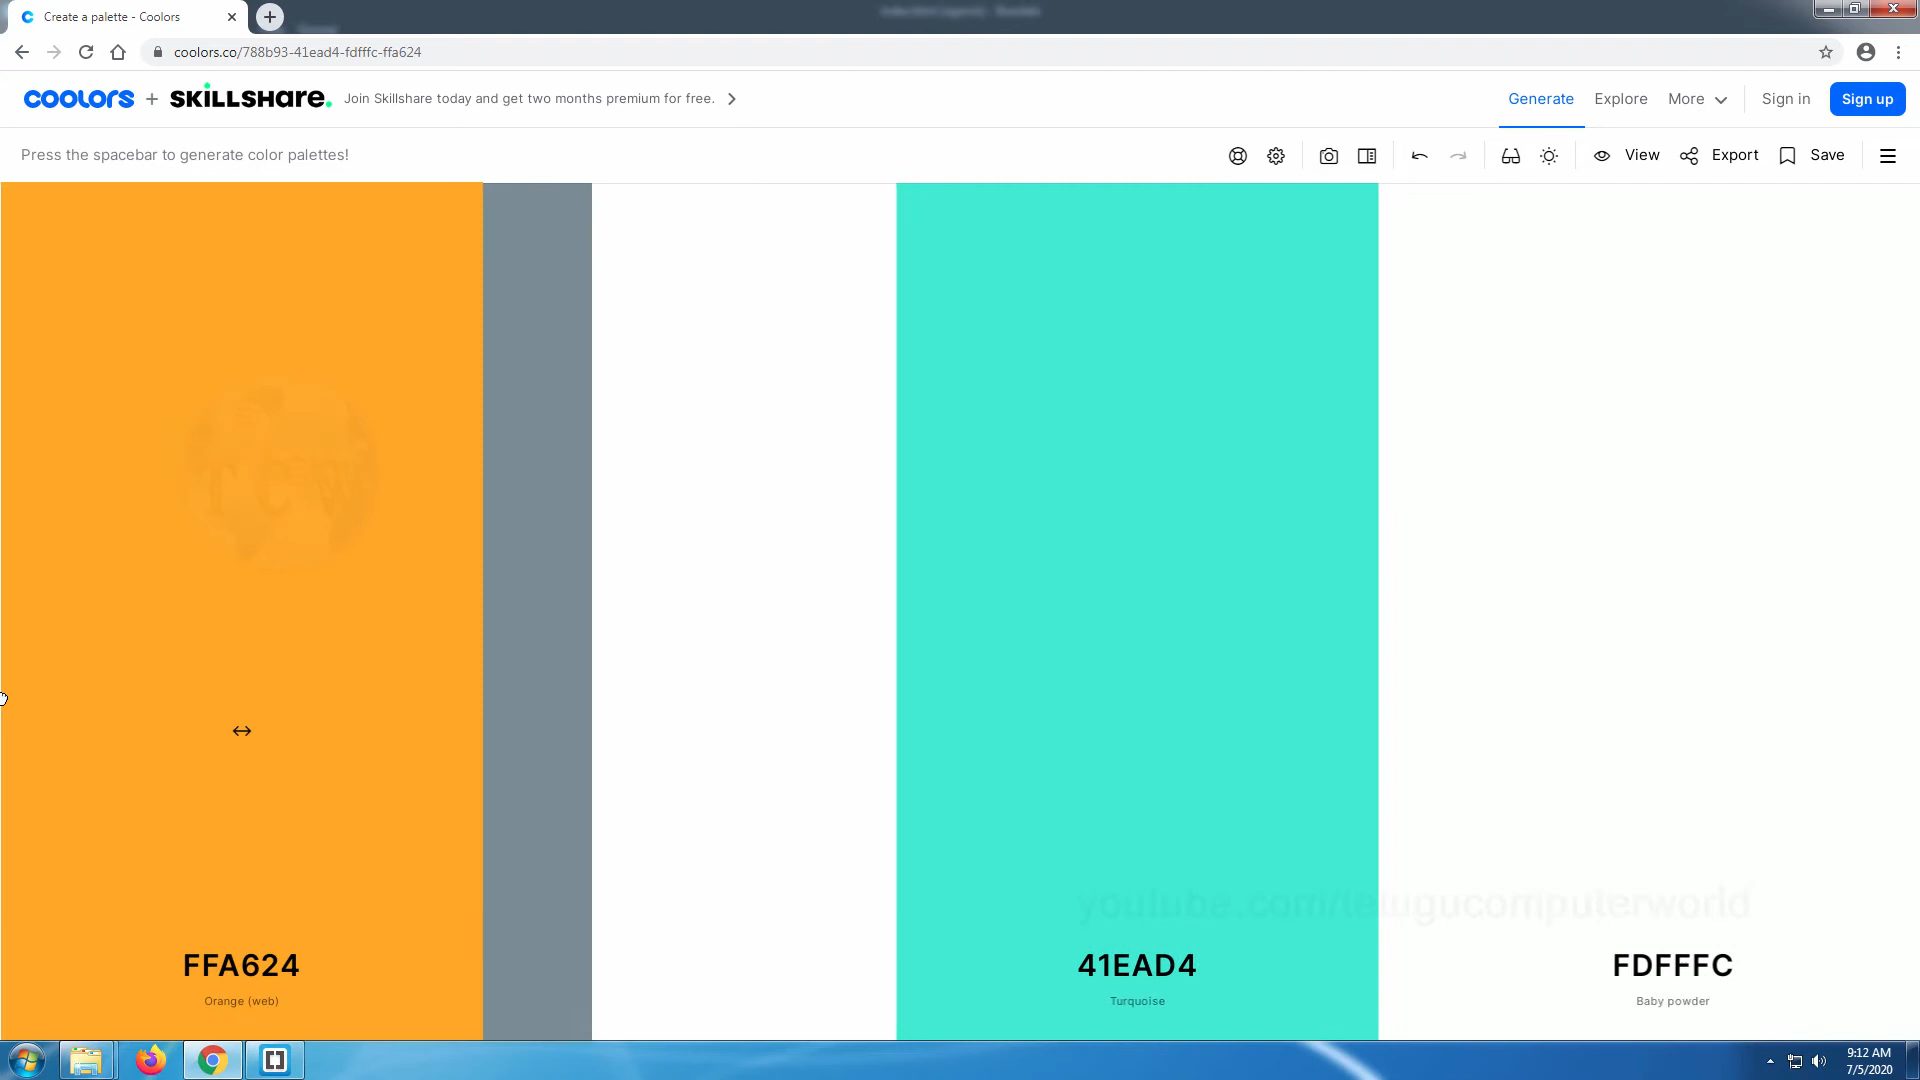 Create a palette - Coolors
coolors.co/788b93-41ead4-fdfffc-ffa624
coolors + SKILLSHARE. Join Skillshare today and get two months premium for free.
Generate Explore More Sign in Sign up
Press the spacebar to generate color palettes!
View Export Save
TCW
youtube.com/telugucomputerworld
FFA624 41EAD4 FDFFFC
Orange (web) Turquoise Baby powder
9:12 AM
7/5/2020